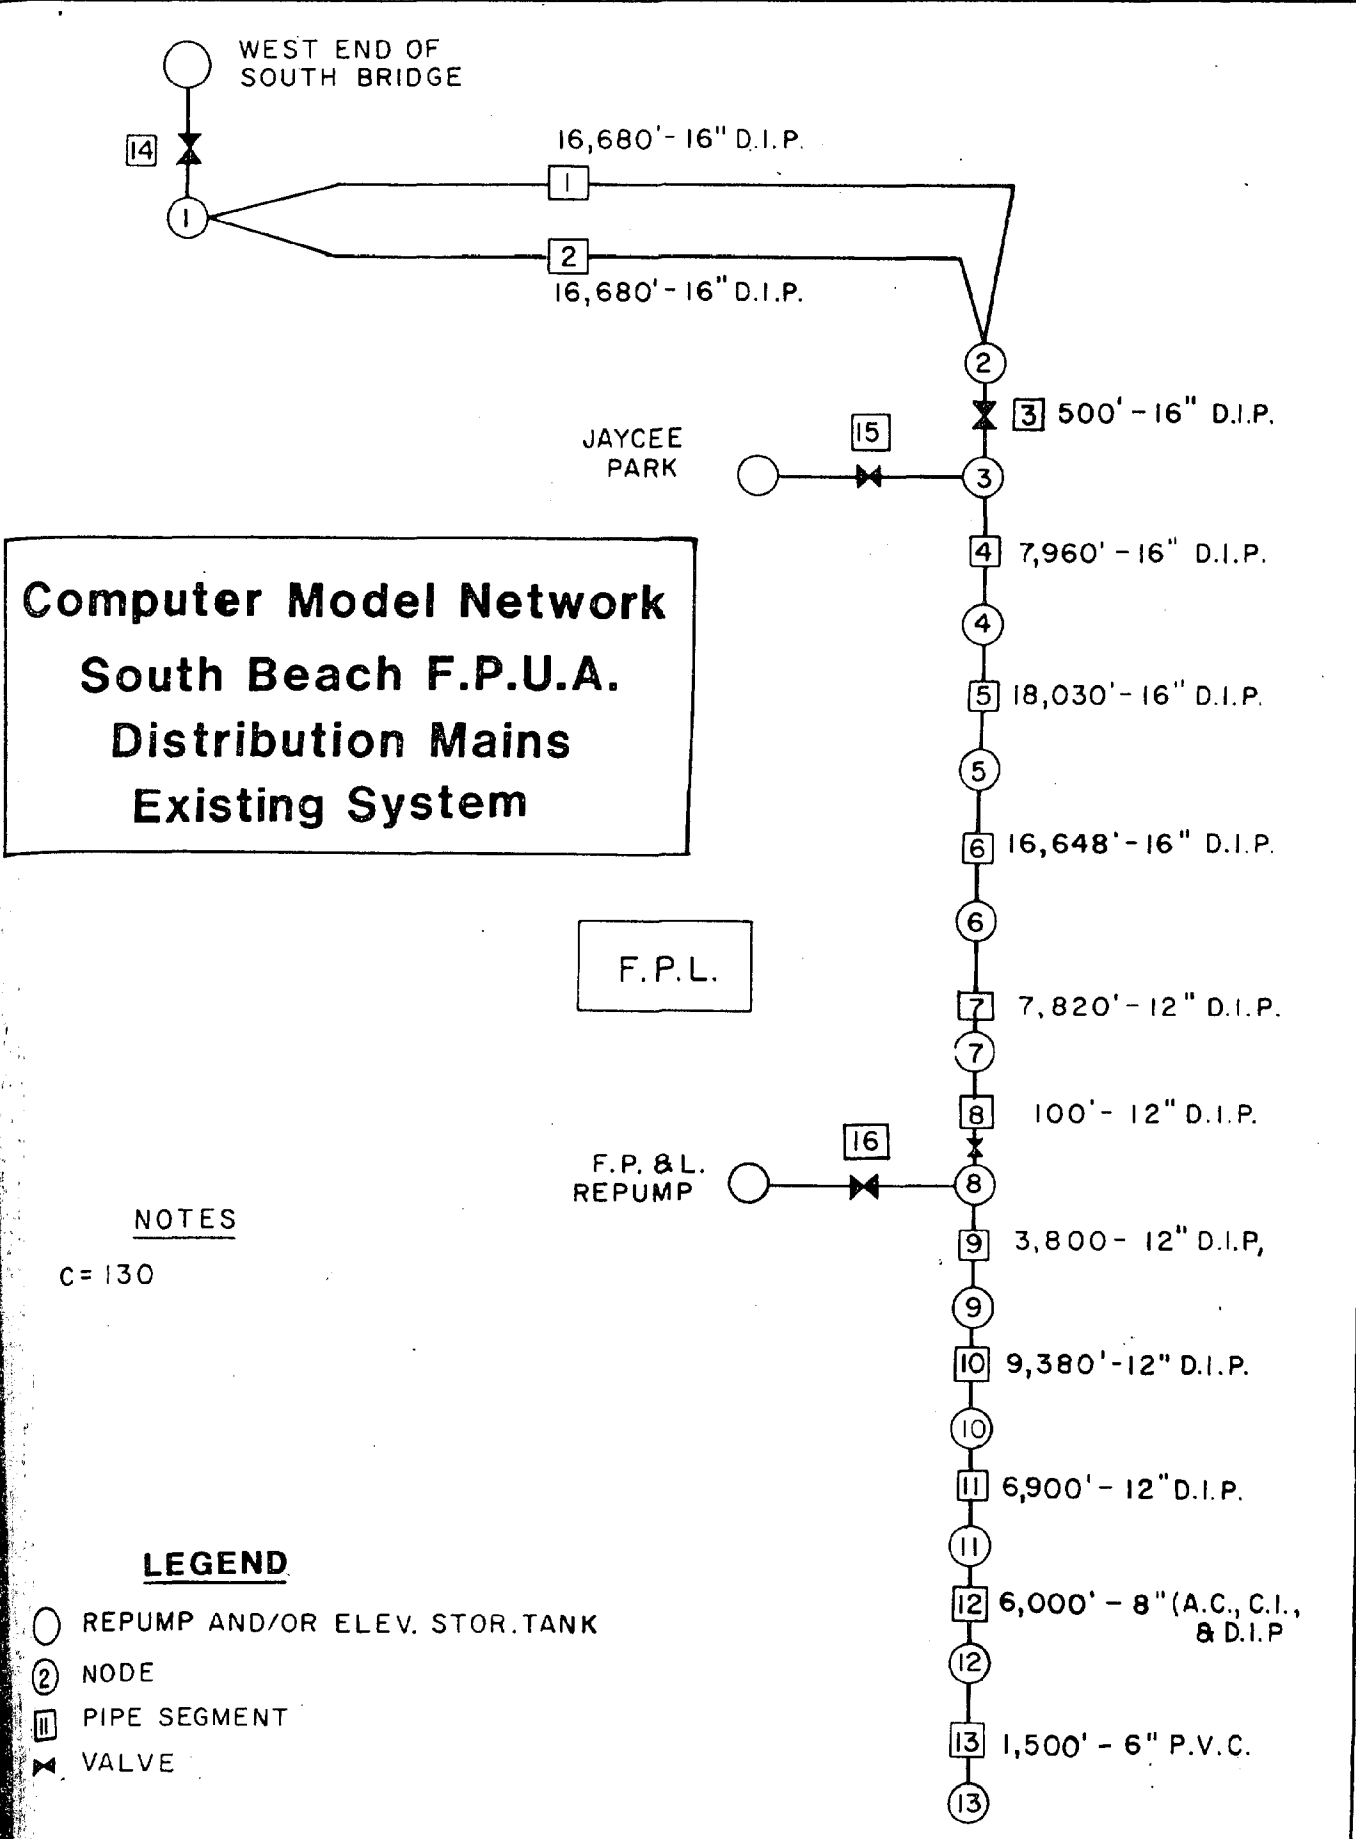 WEST END OF
SOUTH BRIDGE
14
16,680'-16" D.I.P.
1
1
2
16,680'-16" D.I.P.
2
3 500'-16" D.I.P.
JAYCEE
PARK
15
3
4 7,960'-16" D.I.P.
4
Computer Model Network
South Beach F.P.U.A.
Distribution Mains
Existing System
5 18,030'-16" D.I.P.
5
6 16,648'-16" D.I.P.
6
F.P.L.
7 7,820'-12" D.I.P.
7
8 100'-12" D.I.P.
F.P. & L.
REPUMP
16
8
9 3,800-12" D.I.P,
NOTES
C=130
9
10 9,380'-12" D.I.P.
10
11 6,900'-12" D.I.P.
11
12 6,000'-8" (A.C., C.I.,
& D.I.P
12
13 1,500'-6" P.V.C.
13
LEGEND
REPUMP AND/OR ELEV. STOR. TANK
2 NODE
11 PIPE SEGMENT
VALVE